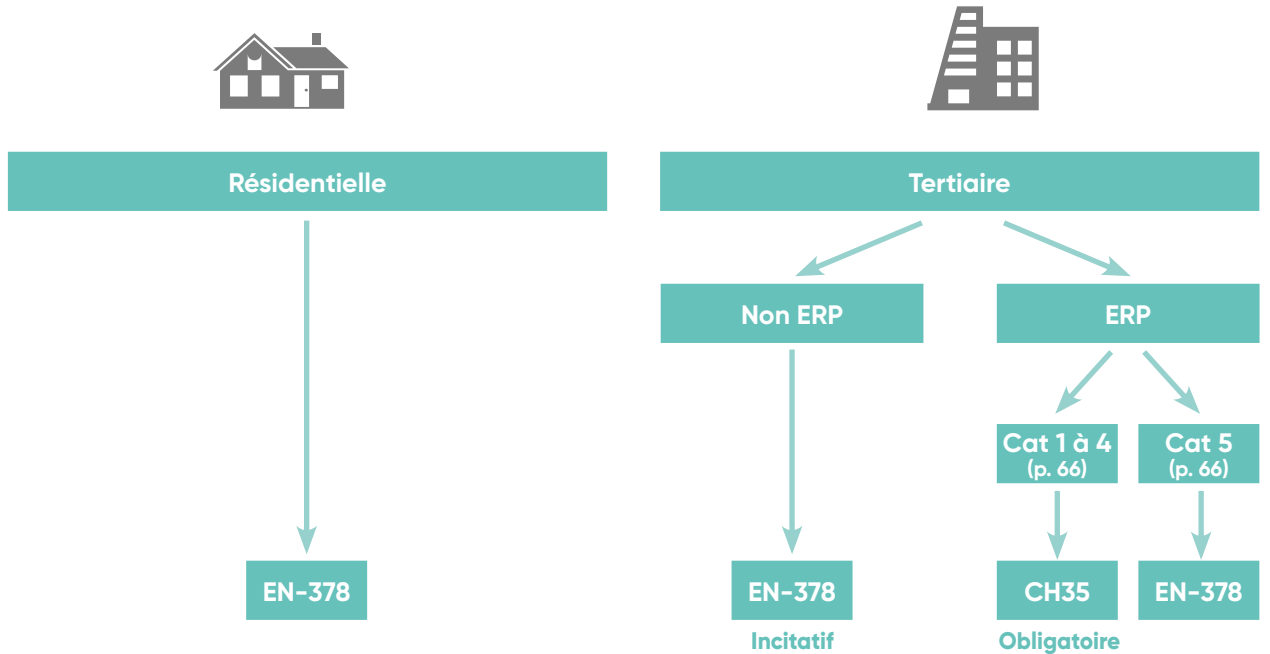 Résidentielle
Tertiaire
Non ERP
ERP
Cat 1 à 4
(p. 66)
Cat 5
(p. 66)
EN-378
EN-378
Incitatif
CH35
Obligatoire
EN-378